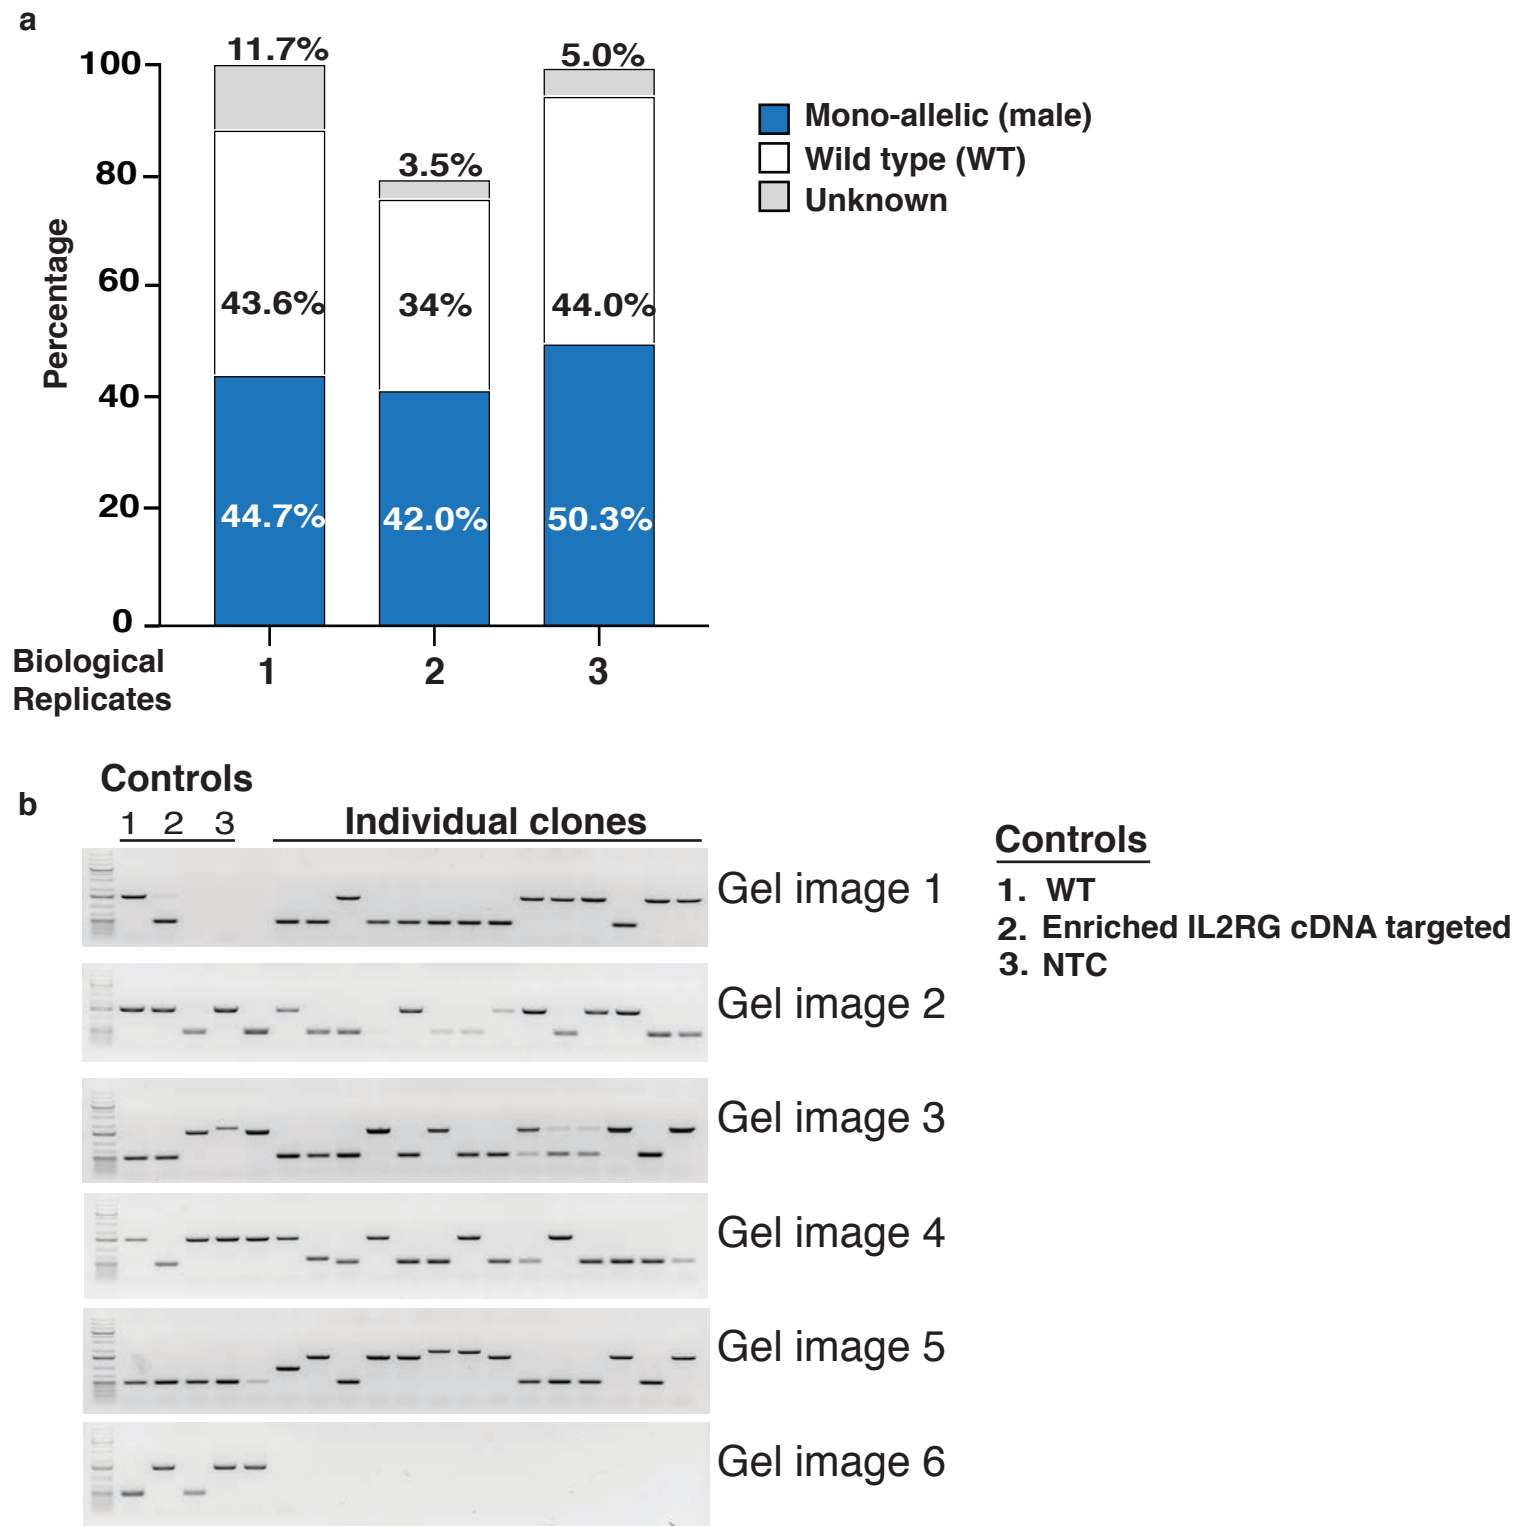 a
100
80
60
40
20
0
Percentage
11.7%
43.6%
44.7%
3.5%
34%
42.0%
5.0%
44.0%
50.3%
Mono-allelic (male)
Wild type (WT)
Unknown
Biological
Replicates
1
2
3
b
Controls
1 2 3
Individual clones
Gel image 1
Gel image 2
Gel image 3
Gel image 4
Gel image 5
Gel image 6
Controls
1. WT
2. Enriched IL2RG cDNA targeted
3. NTC